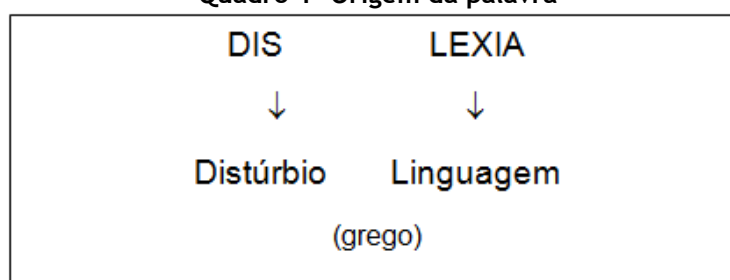 Quadro 1- Origem da palavra
DIS LEXIA
↓ ↓
Distúrbio Linguagem
(grego)